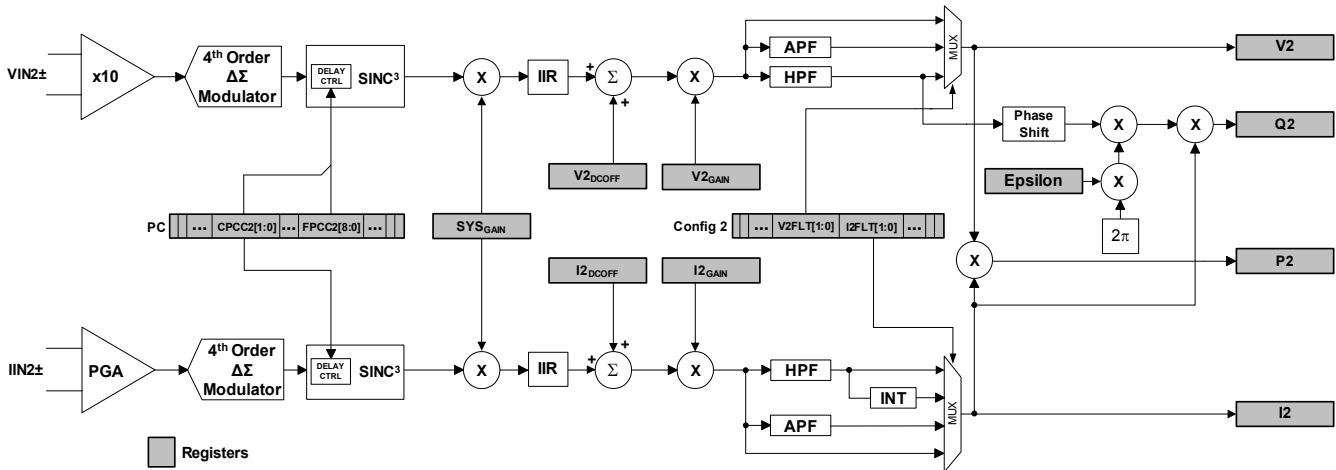 VIN2±
x10
4th Order
ΔΣ
Modulator
DELAY
CTRL
SINC3
X
IIR
+
Σ
+
X
APF
HPF
MUX
V2
Phase
Shift
X
X
Q2
Epsilon
X
2π
V2DCOFF
V2GAIN
PC
... CPCC2[1:0] ... FPCC2[8:0] ...
SYSGAIN
Config 2
... V2FLT[1:0] I2FLT[1:0] ...
X
P2
I2DCOFF
I2GAIN
IIN2±
PGA
4th Order
ΔΣ
Modulator
DELAY
CTRL
SINC3
X
IIR
+
Σ
+
X
HPF
INT
APF
MUX
I2
Registers